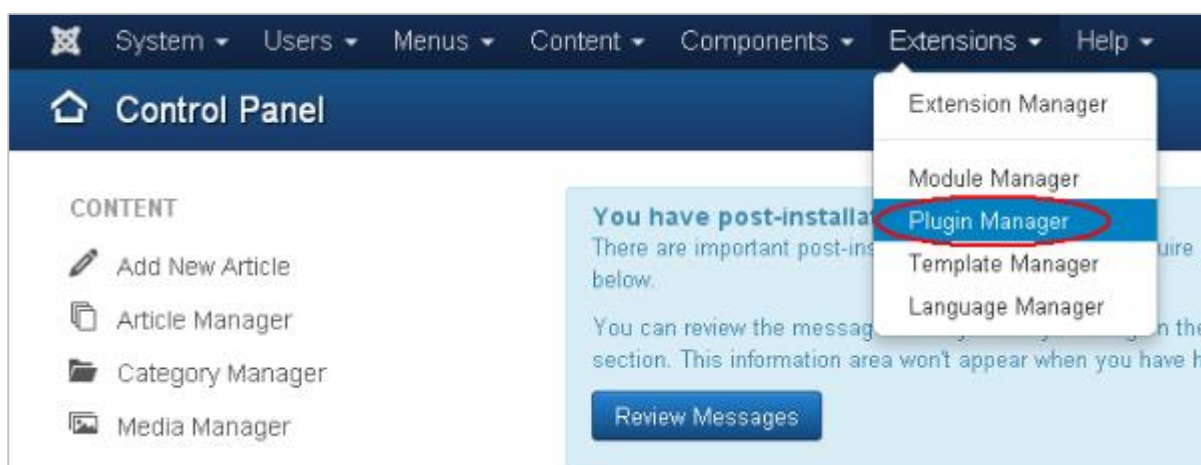 System Users Menus Content Components Extensions Help
Control Panel
Extension Manager
Module Manager
Plugin Manager
Template Manager
Language Manager
CONTENT
Add New Article
Article Manager
Category Manager
Media Manager
You have post-installa
There are important post-ins uire
below.
You can review the messag n the
section. This information area won't appear when you have h
Review Messages